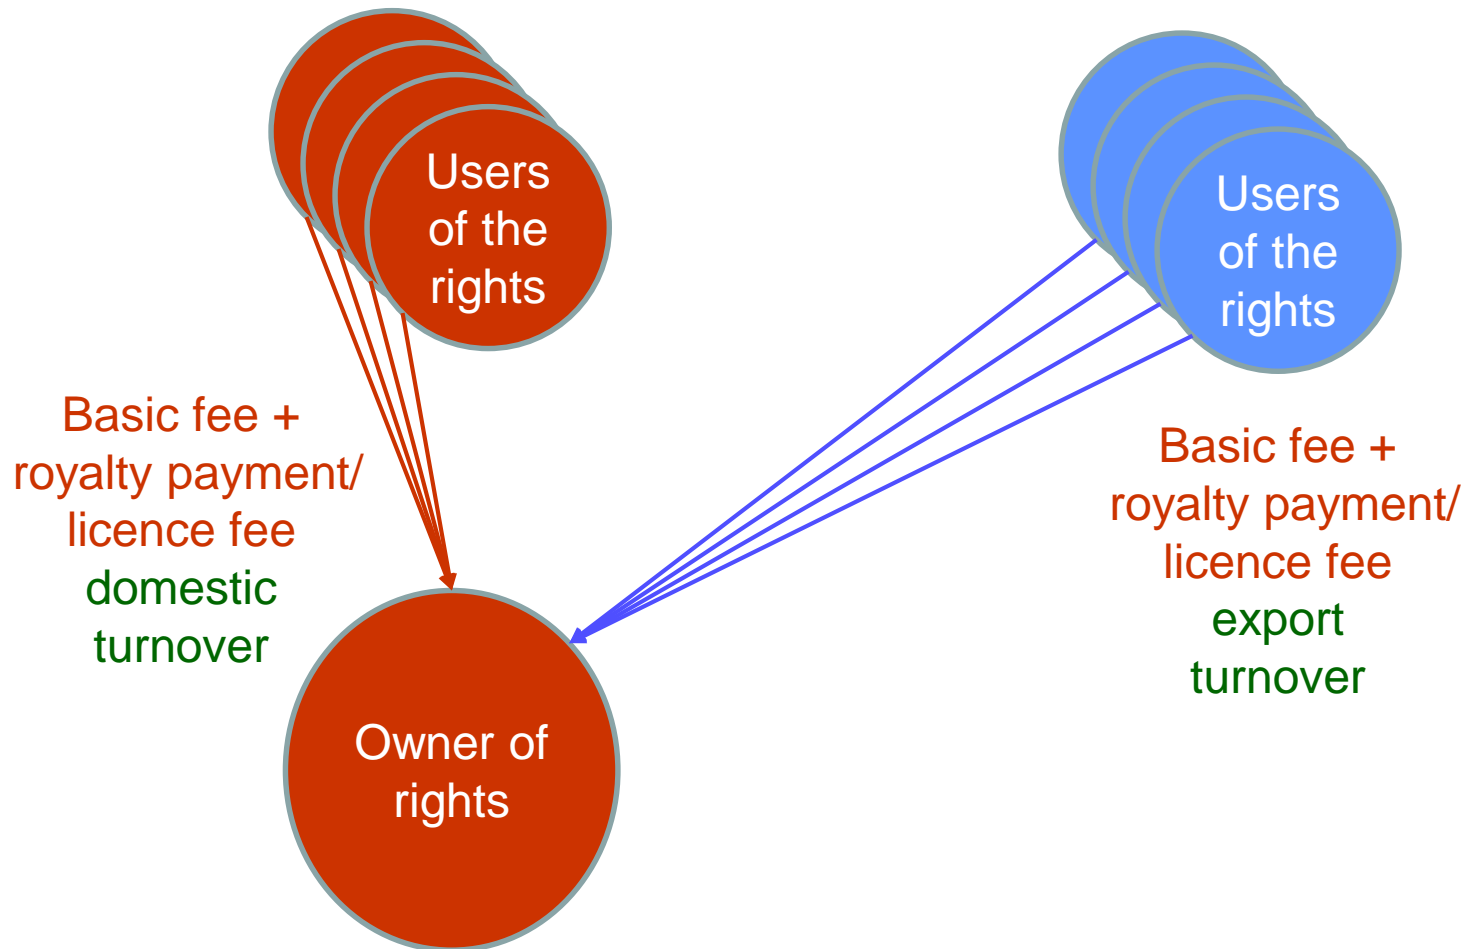 Users
of the
rights
Users
of the
rights
Basic fee +
royalty payment/
licence fee
domestic
turnover
Basic fee +
royalty payment/
licence fee
export
turnover
Owner of
rights